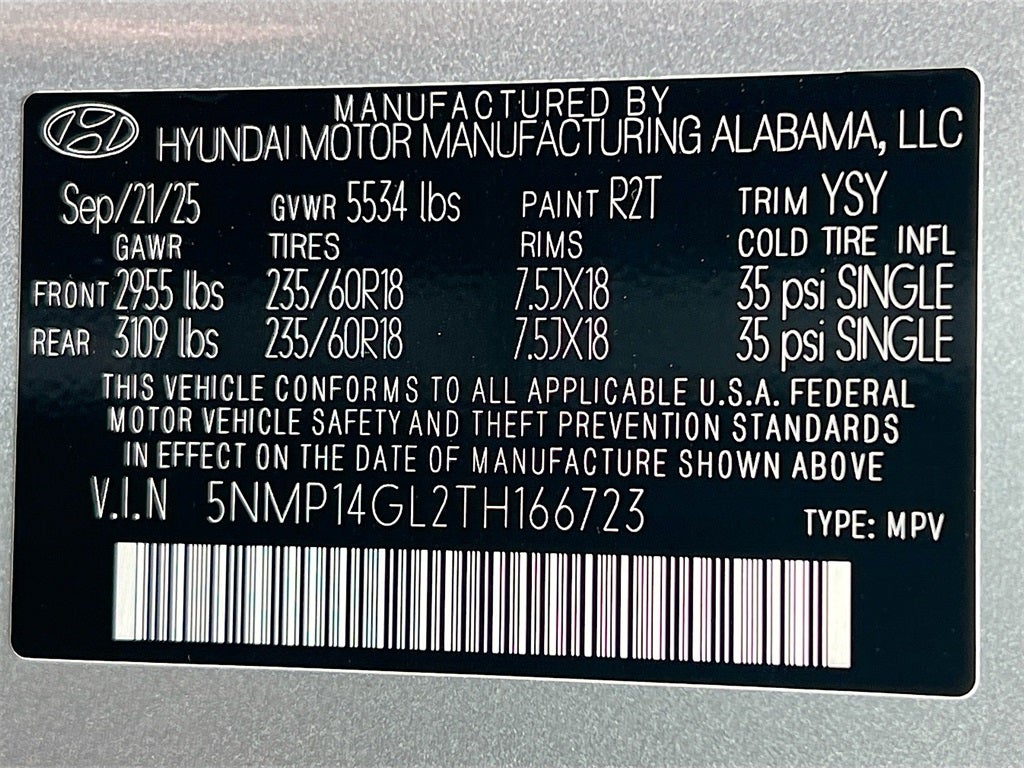 MANUFACTURED BY
HYUNDAI MOTOR MANUFACTURING ALABAMA, LLC
Sep/21/25 GVWR 5534 lbs PAINT R2T TRIM YSY
GAWR TIRES RIMS COLD TIRE INFL
FRONT 2955 lbs 235/60R18 7.5JX18 35 psi SINGLE
REAR 3109 lbs 235/60R18 7.5JX18 35 psi SINGLE
THIS VEHICLE CONFORMS TO ALL APPLICABLE U.S.A. FEDERAL
MOTOR VEHICLE SAFETY AND THEFT PREVENTION STANDARDS
IN EFFECT ON THE DATE OF MANUFACTURE SHOWN ABOVE
V.I.N 5NMP14GL2TH166723 TYPE: MPV